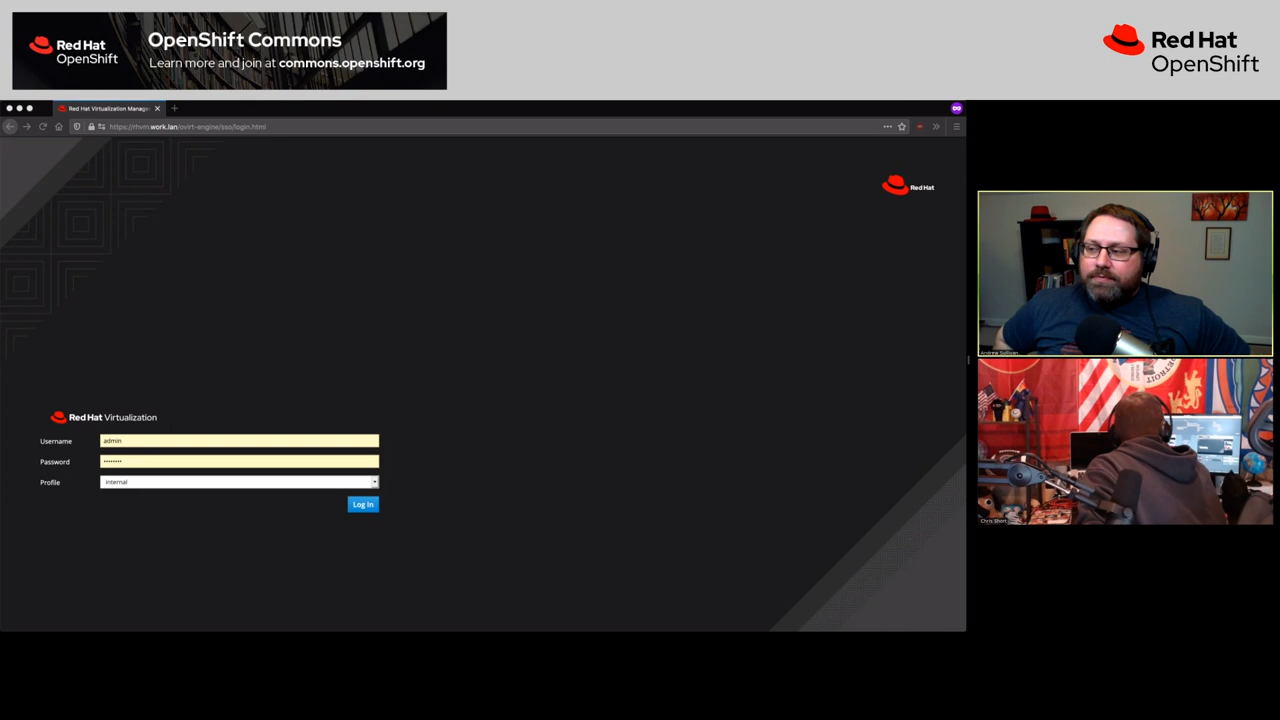 Red Hat
OpenShift
OpenShift Commons
Learn more and join at commons.openshift.org
Red Hat
OpenShift
Red Hat Virtualization Manage
https://rhvm.work.lan/ovirt-engine/sso/login.html
Red Hat
Red Hat Virtualization
Username
admin
Password
••••••••
Profile
internal
Log In
Andrew Sullivan
DETROIT
Chris Short